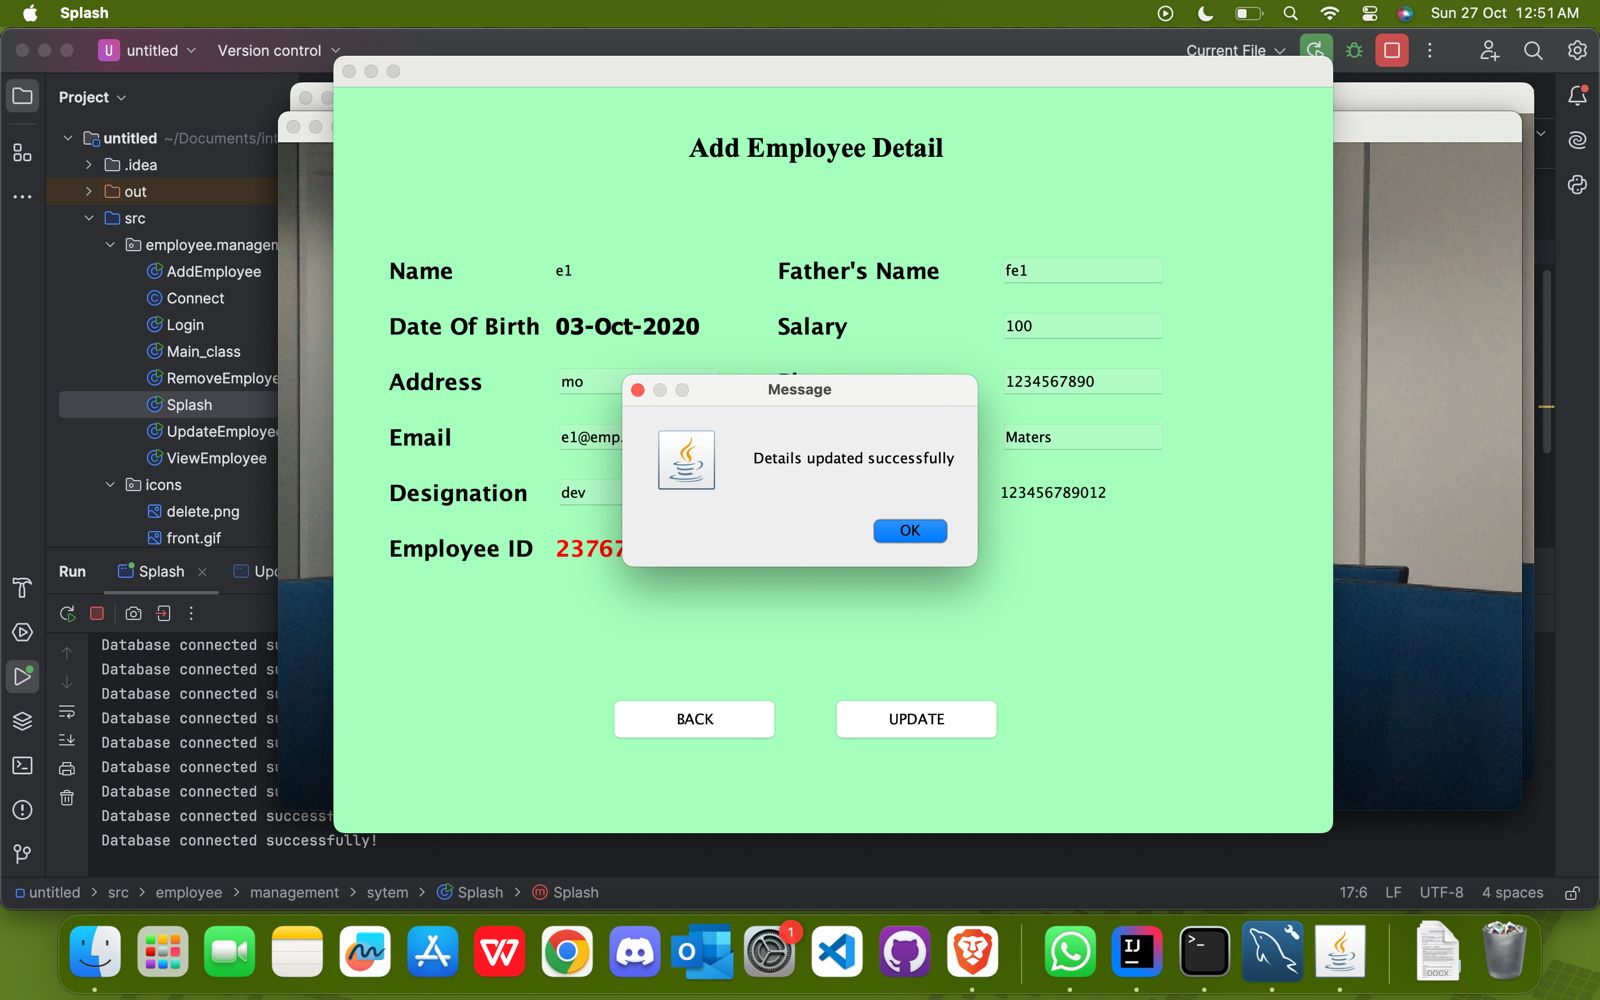 Splash
Sun 27 Oct 12:51 AM
U untitled
Version control
Current File
Project
untitled ~/Documents/int
.idea
out
src
employee.managem
AddEmployee
Connect
Login
Main_class
RemoveEmploye
Splash
UpdateEmploye
ViewEmployee
icons
delete.png
front.gif
Run
Splash
Upd
Database connected su
Database connected su
Database connected su
Database connected su
Database connected su
Database connected su
Database connected su
Database connected successf
Database connected successfully!
Add Employee Detail
Name e1 Father's Name fe1
Date Of Birth 03-Oct-2020 Salary 100
Address mo 1234567890
Email e1@emp. Maters
Designation dev 123456789012
Employee ID 23767
Message
Details updated successfully
OK
BACK
UPDATE
untitled > src > employee > management > sytem > Splash > m Splash
17:6 LF UTF-8 4 spaces
1
IJ
DOCX